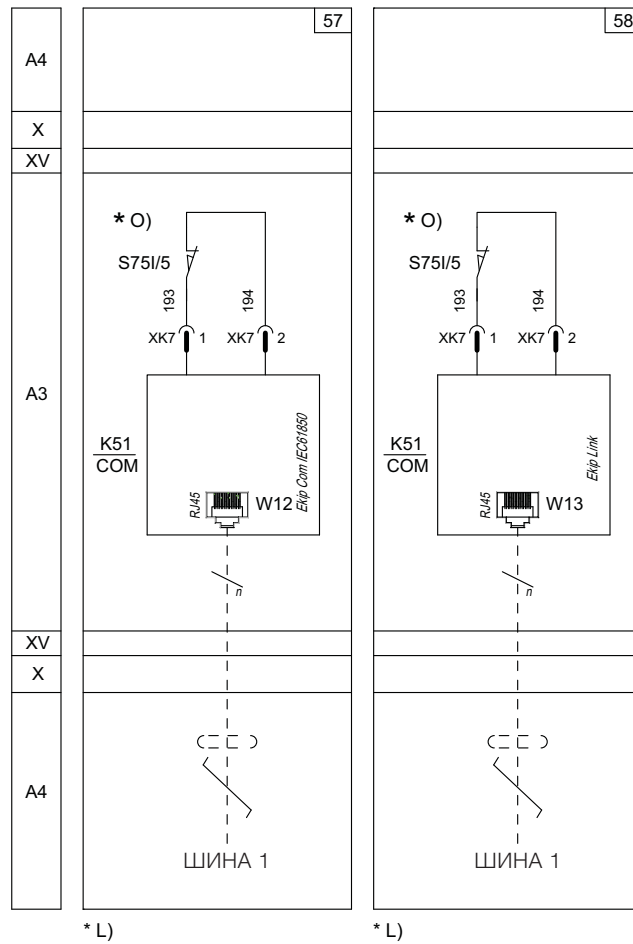 A4
X
XV
A3
XV
X
A4
57
* O)
S75I/5
193
194
XK7 1
XK7 2
K51
COM
Ekip Com IEC61850
RJ45
W12
n
ШИНА 1
* L)
58
* O)
S75I/5
193
194
XK7 1
XK7 2
K51
COM
Ekip Link
RJ45
W13
n
ШИНА 1
* L)